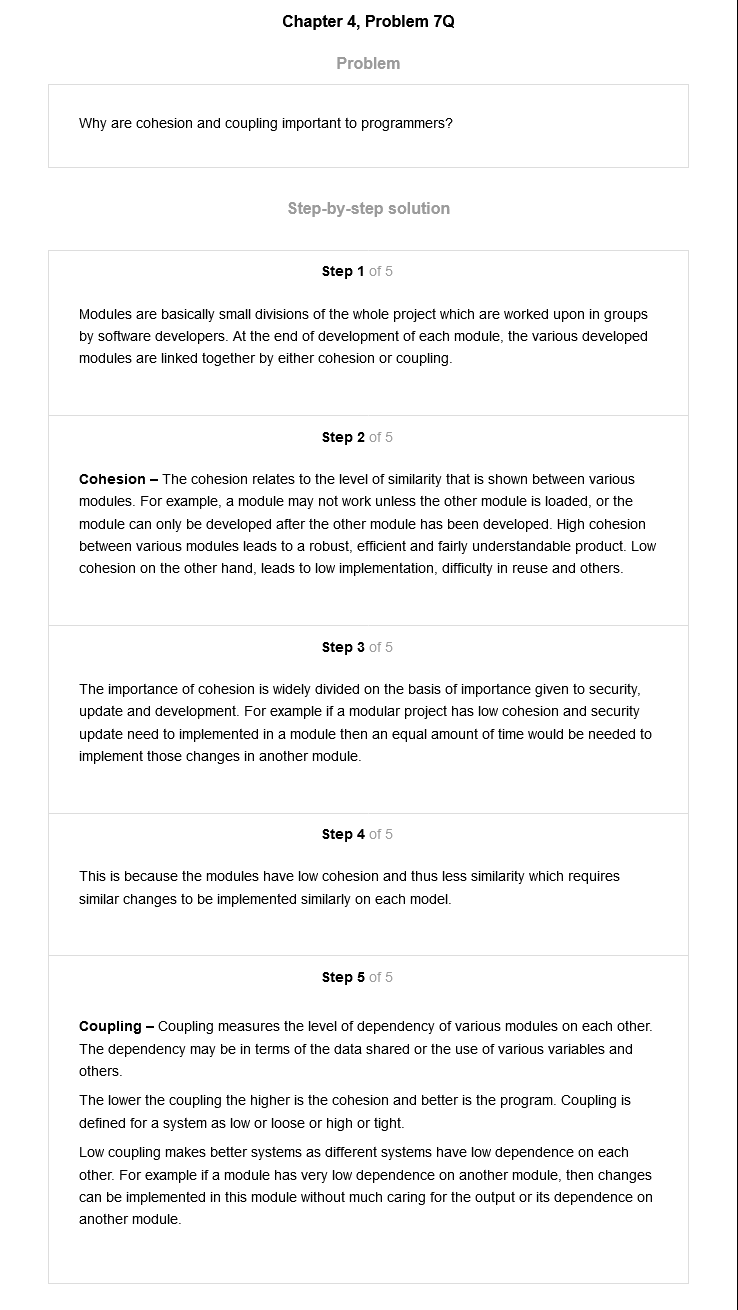 Chapter 4, Problem 7Q
Problem
Why are cohesion and coupling important to programmers?
Step-by-step solution
Step 1 of 5
Modules are basically small divisions of the whole project which are worked upon in groups
by software developers. At the end of development of each module, the various developed
modules are linked together by either cohesion or coupling.
Step 2 of 5
Cohesion – The cohesion relates to the level of similarity that is shown between various
modules. For example, a module may not work unless the other module is loaded, or the
module can only be developed after the other module has been developed. High cohesion
between various modules leads to a robust, efficient and fairly understandable product. Low
cohesion on the other hand, leads to low implementation, difficulty in reuse and others.
Step 3 of 5
The importance of cohesion is widely divided on the basis of importance given to security,
update and development. For example if a modular project has low cohesion and security
update need to implemented in a module then an equal amount of time would be needed to
implement those changes in another module.
Step 4 of 5
This is because the modules have low cohesion and thus less similarity which requires
similar changes to be implemented similarly on each model.
Step 5 of 5
Coupling – Coupling measures the level of dependency of various modules on each other.
The dependency may be in terms of the data shared or the use of various variables and
others.
The lower the coupling the higher is the cohesion and better is the program. Coupling is
defined for a system as low or loose or high or tight.
Low coupling makes better systems as different systems have low dependence on each
other. For example if a module has very low dependence on another module, then changes
can be implemented in this module without much caring for the output or its dependence on
another module.